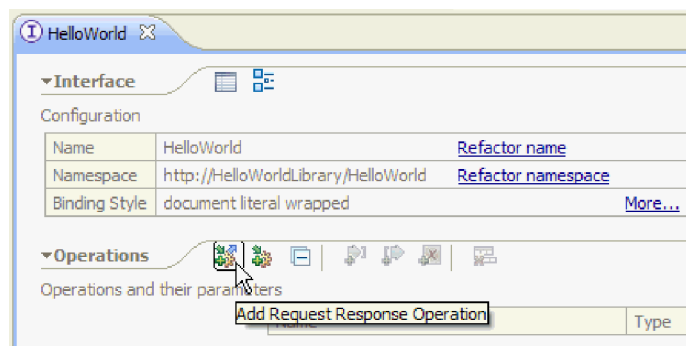 HelloWorld
Interface
Configuration
Name HelloWorld Refactor name
Namespace http://HelloWorldLibrary/HelloWorld Refactor namespace
Binding Style document literal wrapped More...
Operations
Operations and their parameters
Add Request Response Operation
Name Type